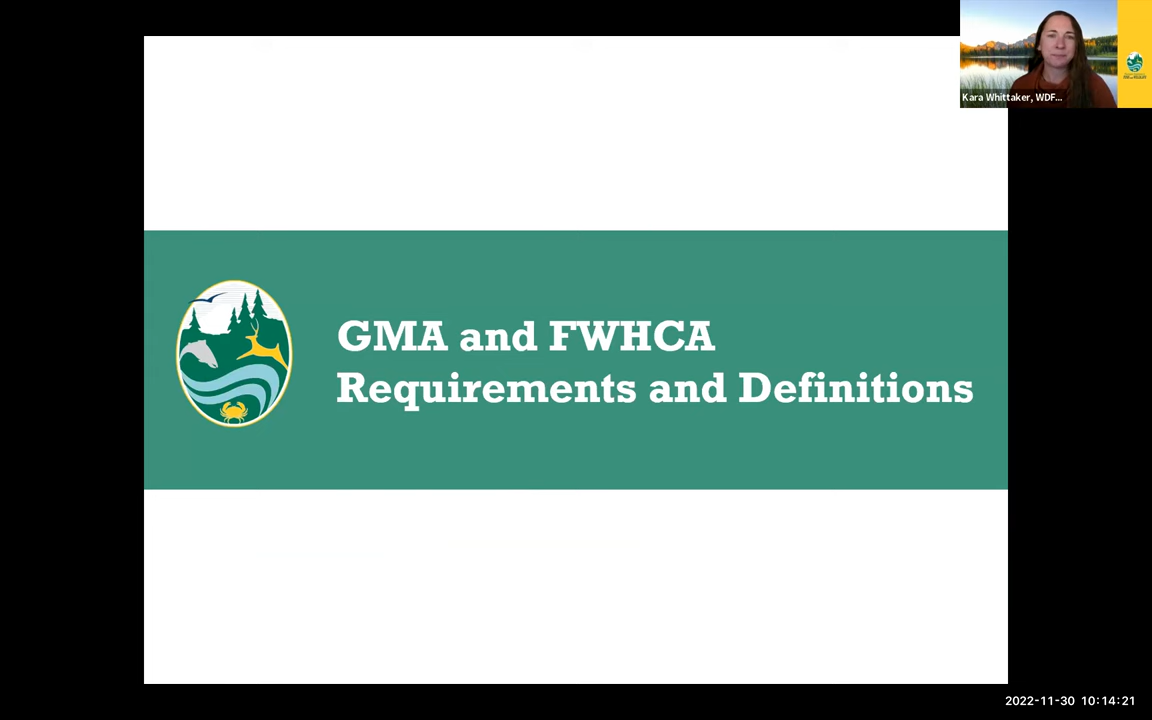 Kara Whittaker, WDF...
GMA and FWHCA
Requirements and Definitions
2022-11-30 10:14:21